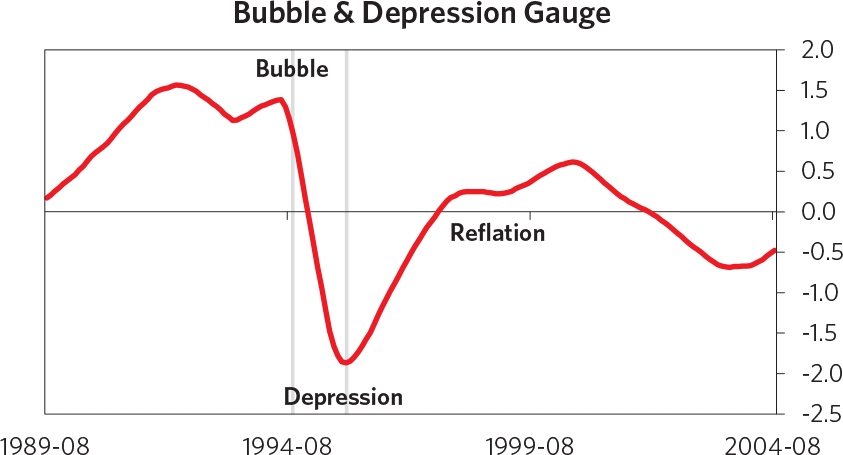 Bubble & Depression Gauge
2.0
Bubble
1.5
1.0
0.5
0.0
Reflation
-0.5
-1.0
-1.5
-2.0
Depression
-2.5
1989-08 1994-08 1999-08 2004-08